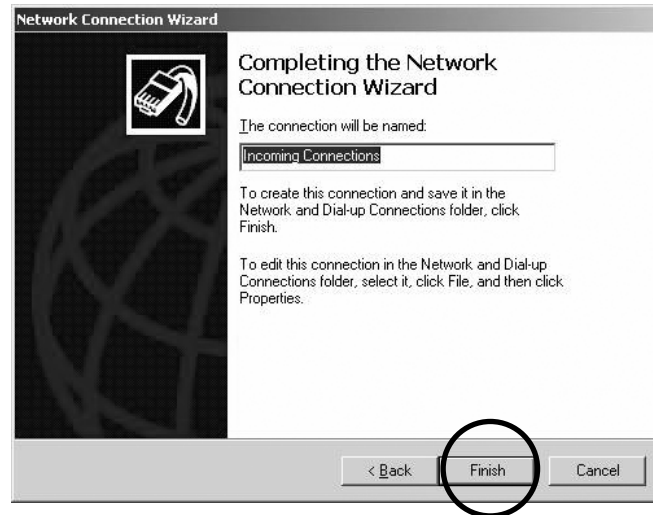 Network Connection Wizard
Completing the Network
Connection Wizard
The connection will be named:
Incoming Connections
To create this connection and save it in the
Network and Dial-up Connections folder, click
Finish.
To edit this connection in the Network and Dial-up
Connections folder, select it, click File, and then click
Properties.
< Back Finish Cancel